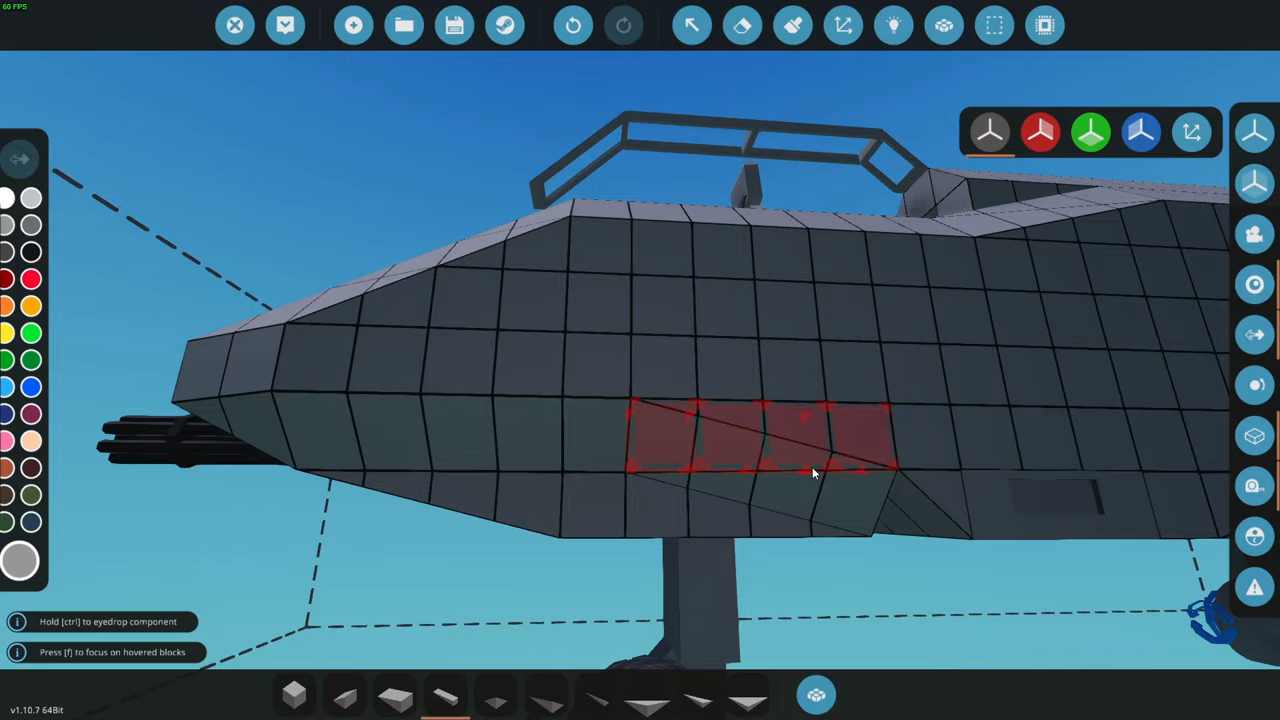 60 FPS
Hold [ctrl] to eyedrop component
Press [f] to focus on hovered blocks
v1.10.7 64Bit